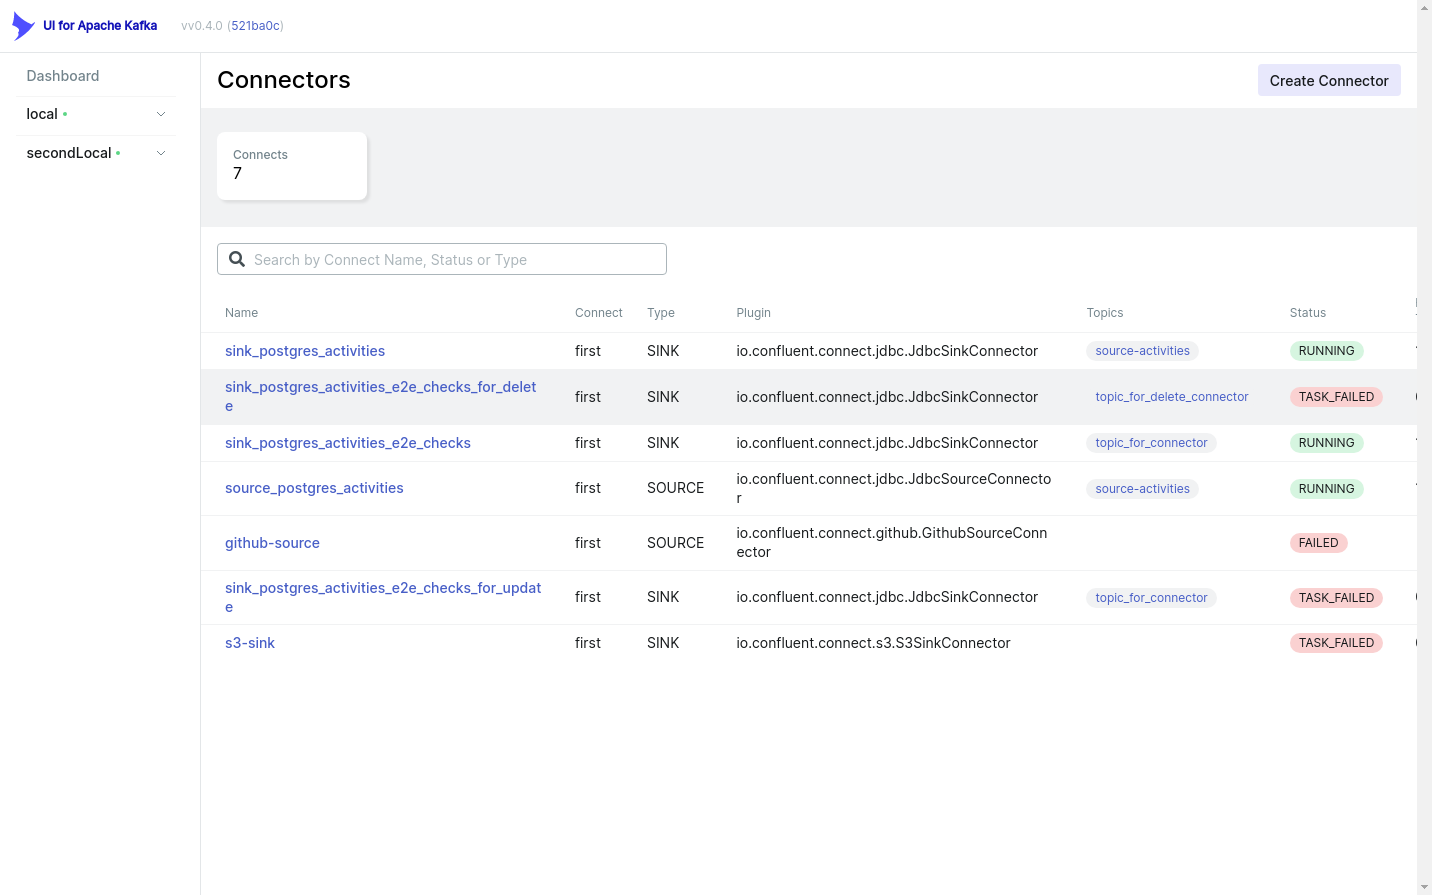 UI for Apache Kafka vv0.4.0 (521ba0c)
Dashboard
local
secondLocal
Connectors
Create Connector
Connects
7
Search by Connect Name, Status or Type
Name Connect Type Plugin Topics Status
sink_postgres_activities first SINK io.confluent.connect.jdbc.JdbcSinkConnector source-activities RUNNING
sink_postgres_activities_e2e_checks_for_delet
e first SINK io.confluent.connect.jdbc.JdbcSinkConnector topic_for_delete_connector TASK_FAILED
sink_postgres_activities_e2e_checks first SINK io.confluent.connect.jdbc.JdbcSinkConnector topic_for_connector RUNNING
source_postgres_activities first SOURCE io.confluent.connect.jdbc.JdbcSourceConnecto
r source-activities RUNNING
github-source first SOURCE io.confluent.connect.github.GithubSourceConn
ector FAILED
sink_postgres_activities_e2e_checks_for_updat
e first SINK io.confluent.connect.jdbc.JdbcSinkConnector topic_for_connector TASK_FAILED
s3-sink first SINK io.confluent.connect.s3.S3SinkConnector TASK_FAILED